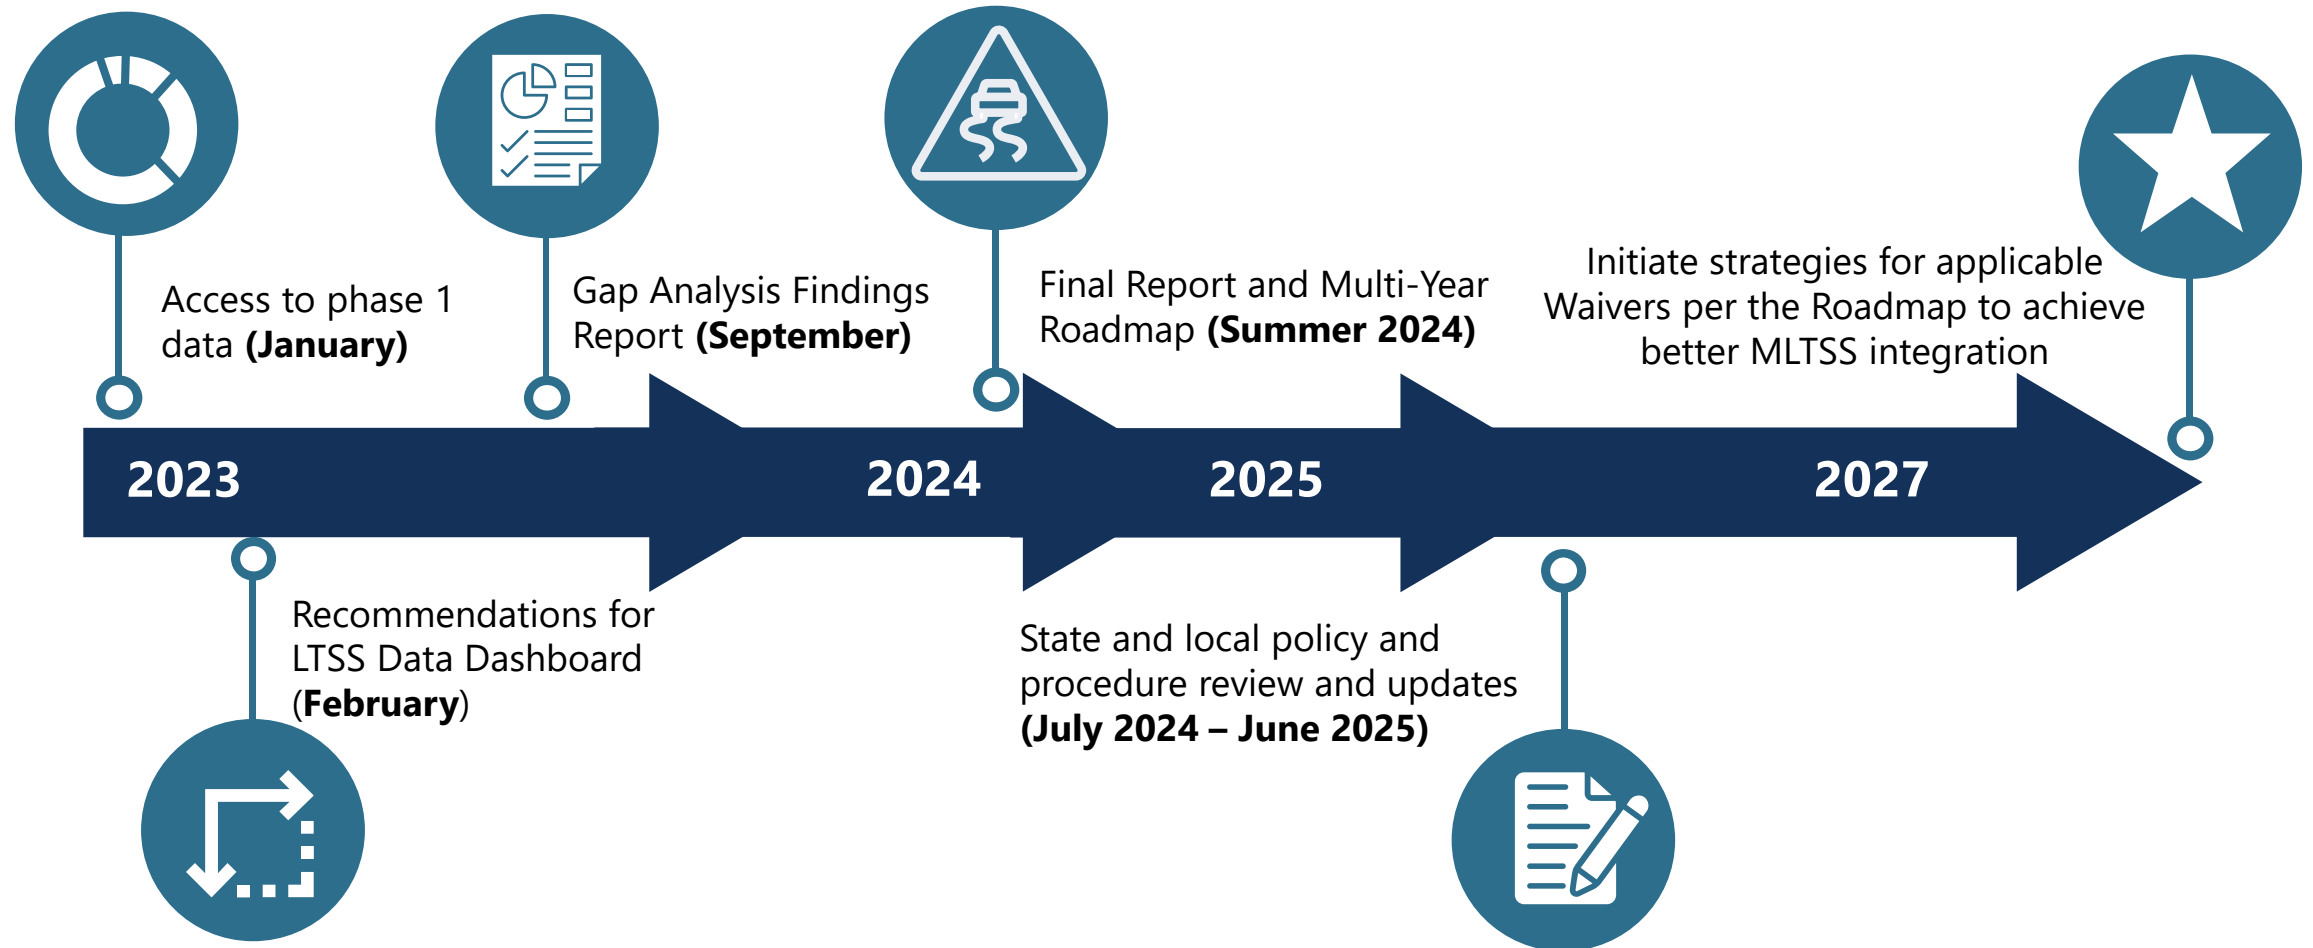 Access to phase 1
data (January)
Gap Analysis Findings
Report (September)
Final Report and Multi-Year
Roadmap (Summer 2024)
Initiate strategies for applicable
Waivers per the Roadmap to achieve
better MLTSS integration
2023
2024
2025
2027
Recommendations for
LTSS Data Dashboard
(February)
State and local policy and
procedure review and updates
(July 2024 – June 2025)